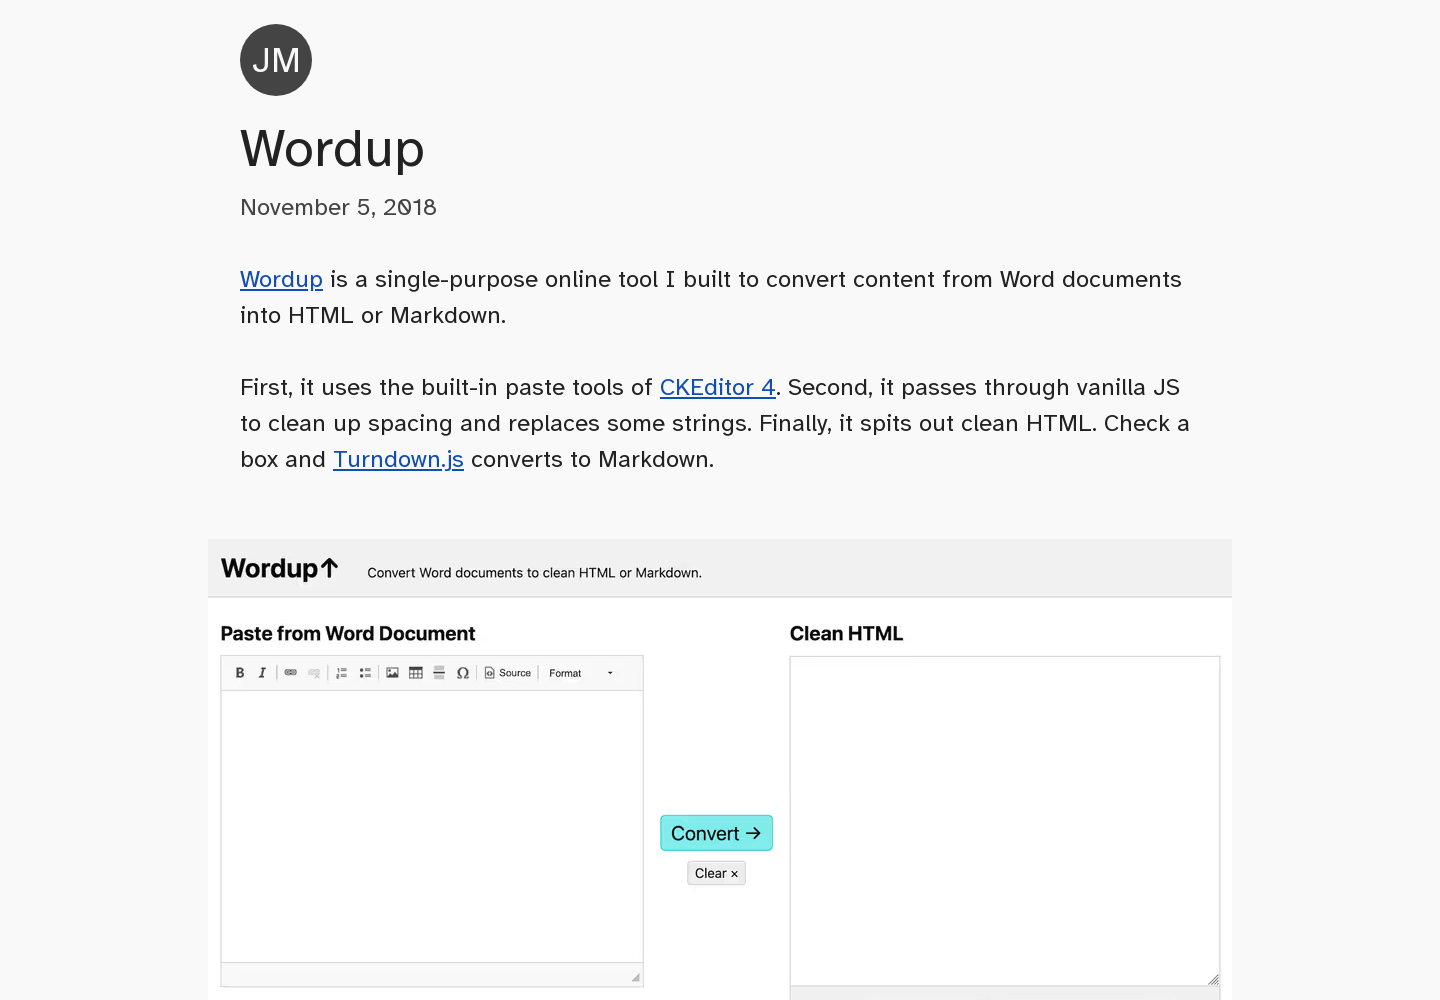 JM
Wordup
November 5, 2018
Wordup is a single-purpose online tool I built to convert content from Word documents
into HTML or Markdown.
First, it uses the built-in paste tools of CKEditor 4. Second, it passes through vanilla JS
to clean up spacing and replaces some strings. Finally, it spits out clean HTML. Check a
box and Turndown.js converts to Markdown.
Wordup↑ Convert Word documents to clean HTML or Markdown.
Paste from Word Document
B I Ω Source Format
Convert →
Clear ×
Clean HTML